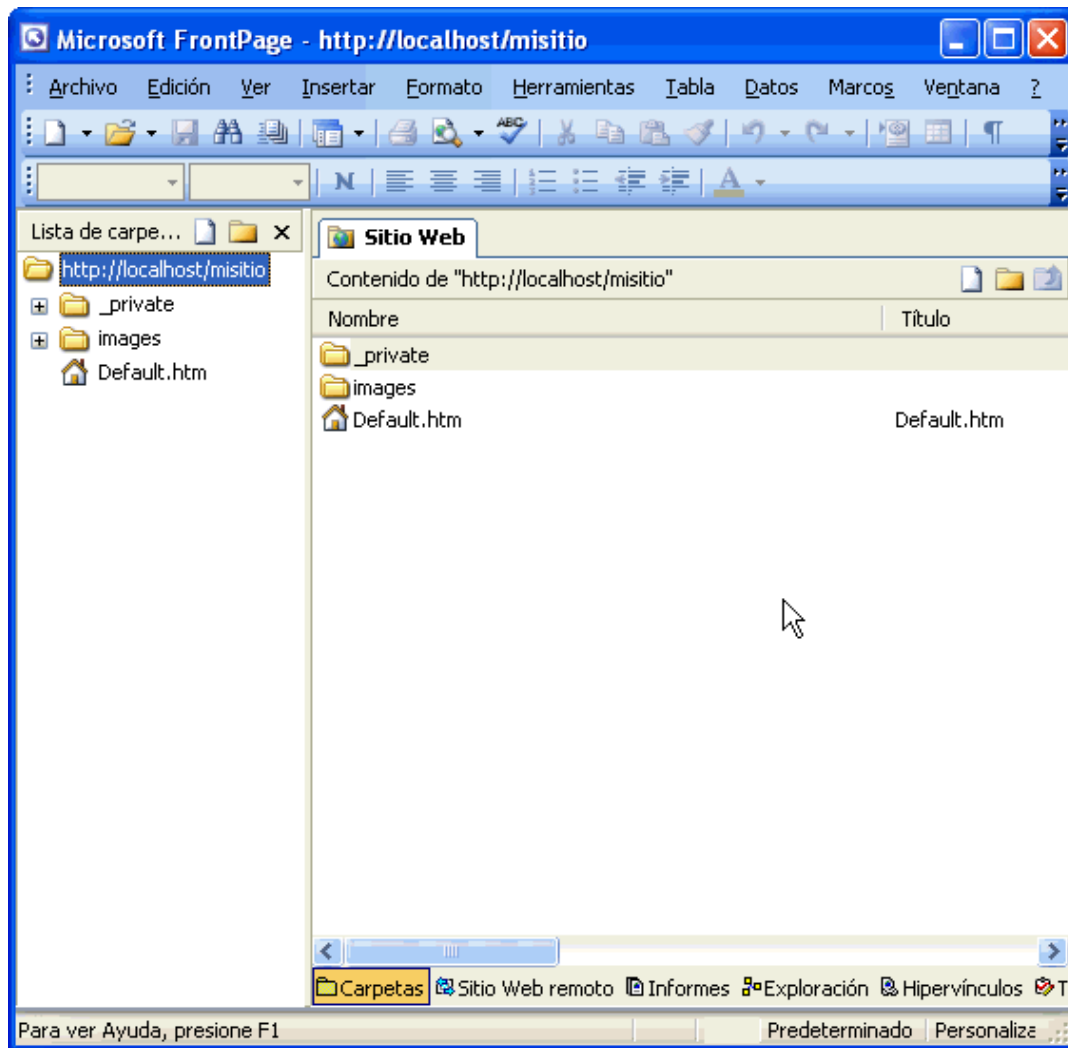 Microsoft FrontPage - http://localhost/misitio
Archivo Edición Ver Insertar Formato Herramientas Tabla Datos Marcos Ventana ?
ABC
N A
Lista de carpe...
http://localhost/misitio
_private
images
Default.htm
Sitio Web
Contenido de "http://localhost/misitio"
Nombre Título
_private
images
Default.htm Default.htm
Carpetas Sitio Web remoto Informes Exploración Hipervínculos T
Para ver Ayuda, presione F1 Predeterminado Personaliza